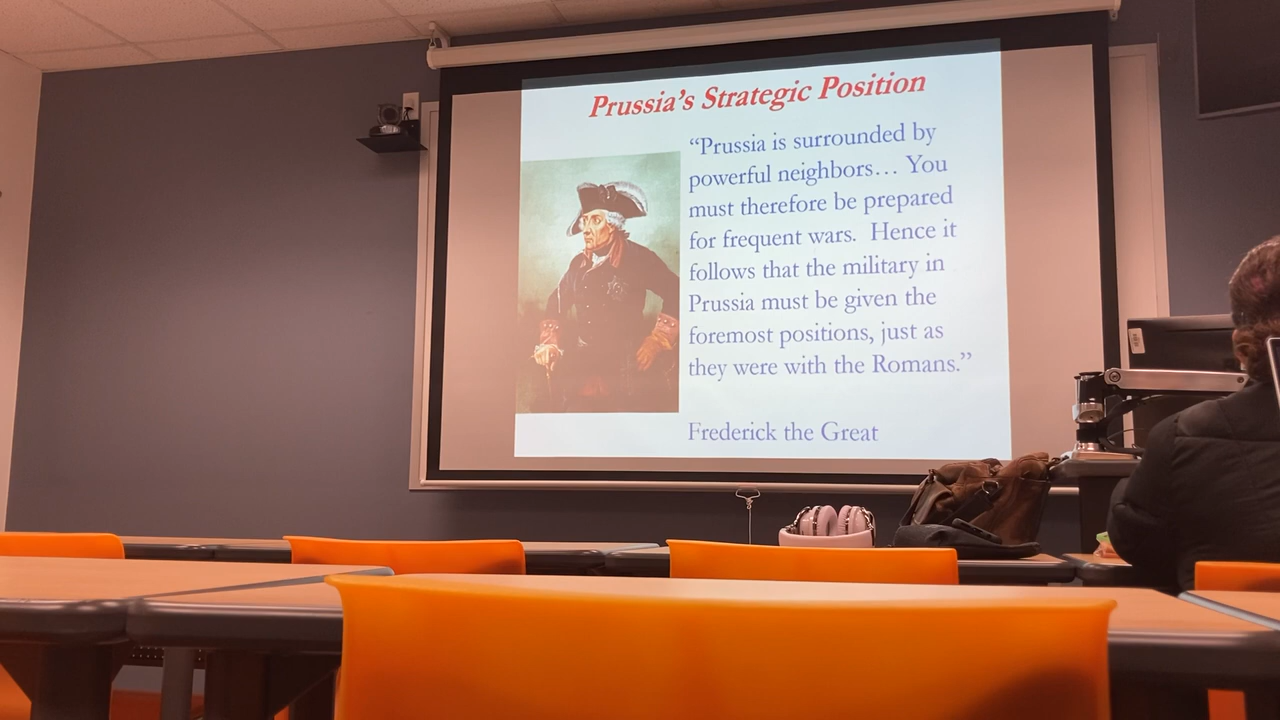 Prussia's Strategic Position
“Prussia is surrounded by
powerful neighbors… You
must therefore be prepared
for frequent wars.  Hence it
follows that the military in
Prussia must be given the
foremost positions, just as
they were with the Romans.”
Frederick the Great